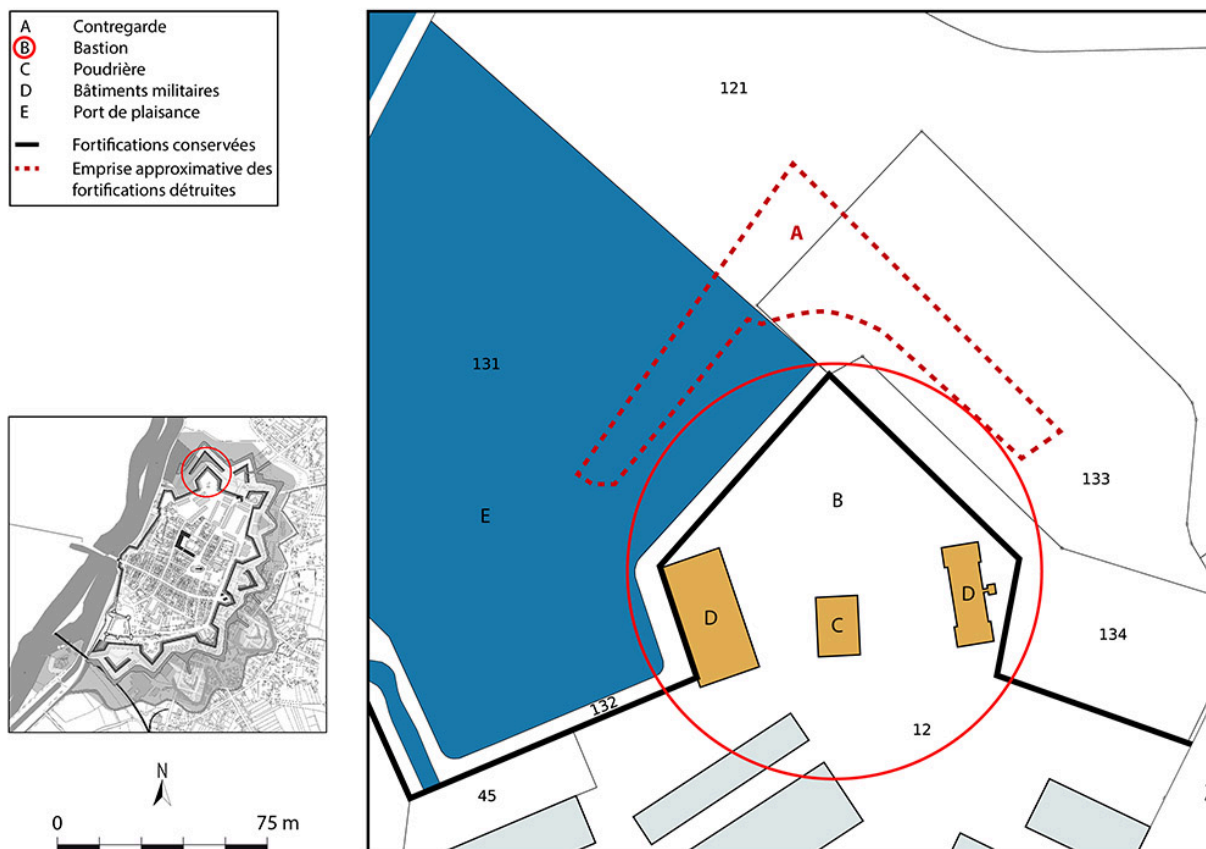 A Contregarde
B Bastion
C Poudrière
D Bâtiments militaires
E Port de plaisance
Fortifications conservées
Emprise approximative des
fortifications détruites
121
A
131
133
B
E
D
C
D
134
132
12
45
N
0 75 m